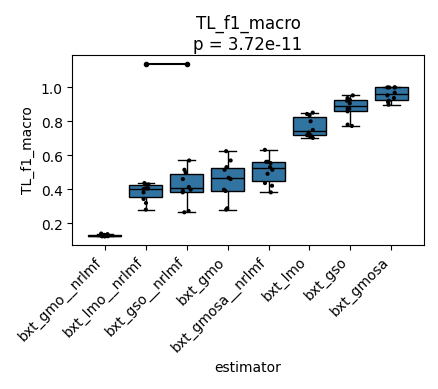 TL_f1_macro
p = 3.72e-11
TL_f1_macro
1.0
0.8
0.6
0.4
0.2
bxt_gmo__nrlmf
bxt_lmo__nrlmf
bxt_gso__nrlmf
bxt_gmo
bxt_gmosa__nrlmf
bxt_lmo
bxt_gso
bxt_gmosa
estimator